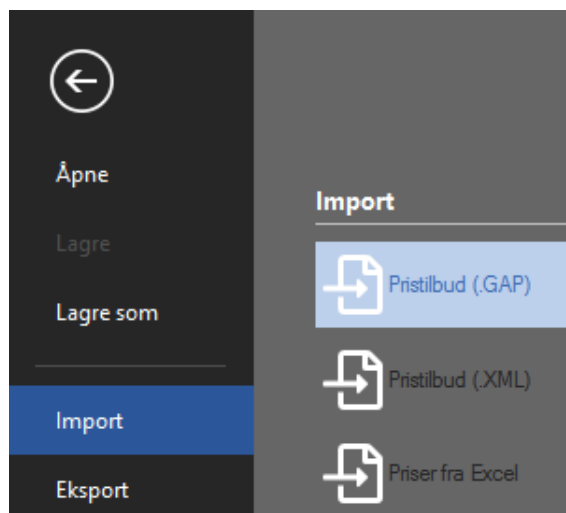 Åpne
Lagre
Lagre som
Import
Eksport
Import
Pristilbud (.GAP)
Pristilbud (.XML)
Priser fra Excel